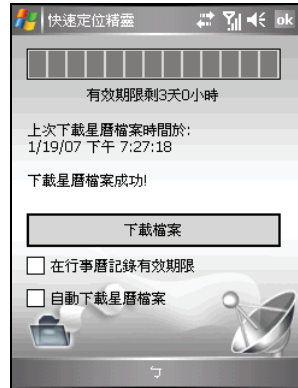 快速定位精靈
ok
有效期限剩3天0小時
上次下載星曆檔案時間於:
1/19/07 下午 7:27:18
下載星曆檔案成功!
下載檔案
在行事曆記錄有效期限
自動下載星曆檔案
ㄅ